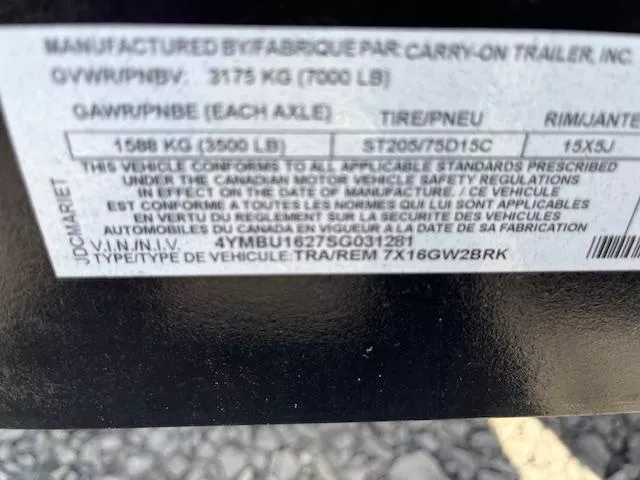 MANUFACTURED BY/FABRIQUE PAR: CARRY-ON TRAILER, INC.
GVWR/PNBV: 3175 KG (7000 LB)
GAWR/PNBE (EACH AXLE) TIRE/PNEU RIM/JANTE
1588 KG (3500 LB) ST205/75D15C 15X5J
THIS VEHICLE CONFORMS TO ALL APPLICABLE STANDARDS PRESCRIBED
UNDER THE CANADIAN MOTOR VEHICLE SAFETY REGULATIONS
IN EFFECT ON THE DATE OF MANUFACTURE. / CE VÉHICULE
EST CONFORME A TOUTES LES NORMES QUI LUI SONT APPLICABLES
EN VERTU DU RÈGLEMENT SUR LA SÉCURITÉ DES VÉHICULES
AUTOMOBILES DU CANADA EN VIGUEUR À LA DATE DE SA FABRICATION.
V.I.N./N.I.V. 4YMBU1627SG031281
TYPE/TYPE DE VEHICULE: TRA/REM 7X16GW2BRK
JDCMARIET